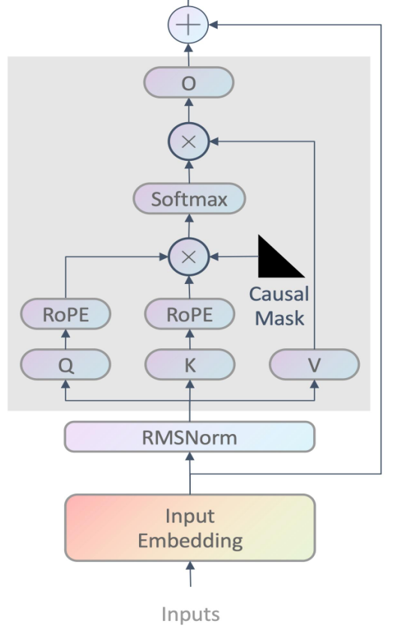 +
O
×
Softmax
×
Causal
Mask
RoPE
RoPE
Q
K
V
RMSNorm
Input
Embedding
Inputs